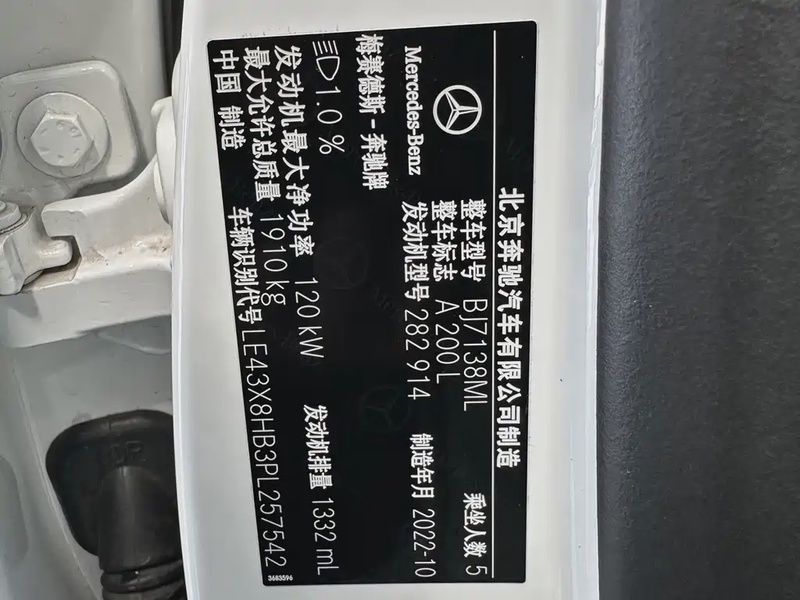 北京奔驰汽车有限公司制造
Mercedes-Benz
梅赛德斯-奔驰牌
整车型号 BJ7138ML
整车标志 A 200 L
乘坐人数 5
发动机型号 282 914
制造年月 2022-10
1.0 %
发动机最大净功率 120 kW
发动机排量 1332 mL
最大允许总质量 1910 kg
中国 制造
车辆识别代号 LE43X8HB3PL257542
3683596